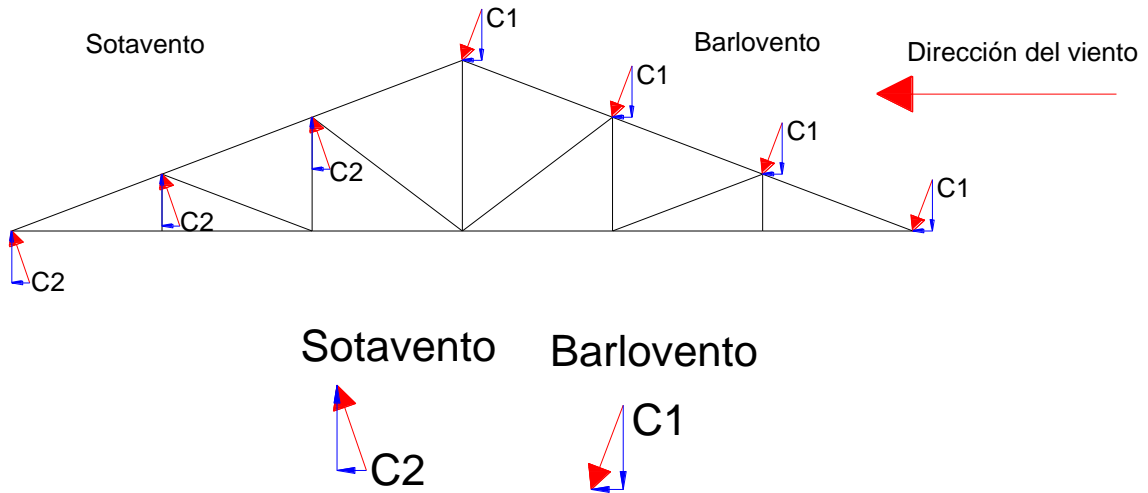 C1
Sotavento
Barlovento
Dirección del viento
C1
C1
C2
C1
C2
C2
Sotavento
Barlovento
C1
C2